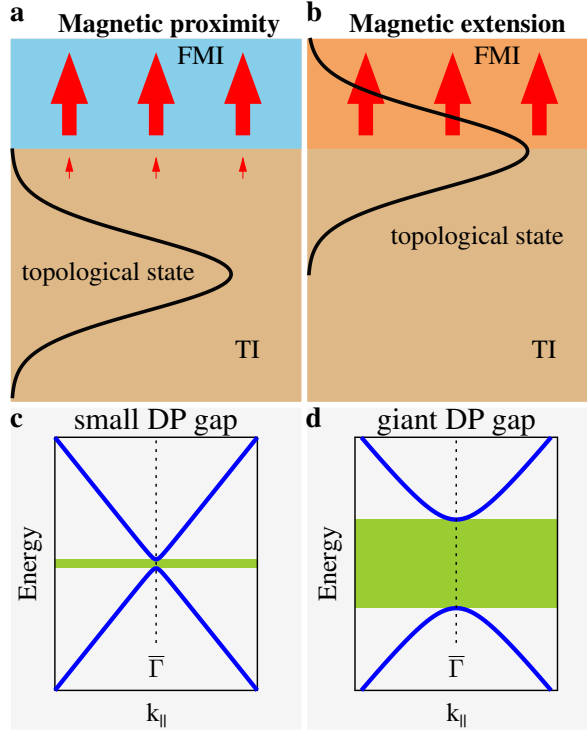 a
Magnetic proximity
FMI
topological state
TI
b
Magnetic extension
FMI
topological state
TI
c
small DP gap
Energy
Γ̅
k||
d
giant DP gap
Energy
Γ̅
k||